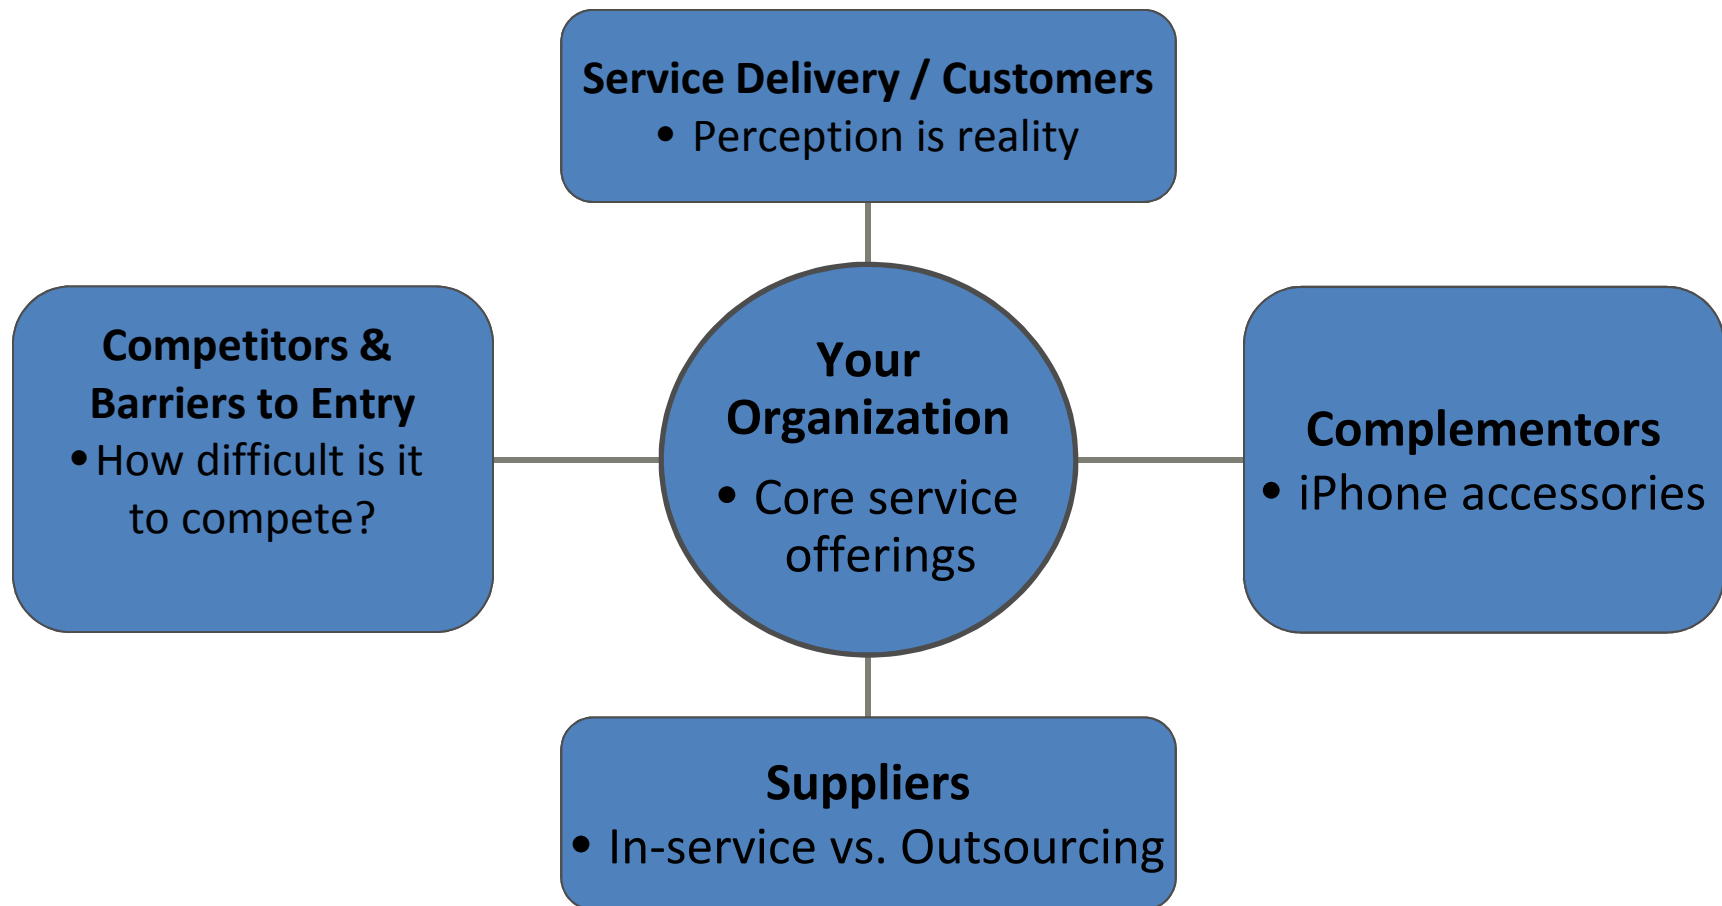 Service Delivery / Customers
• Perception is reality
Competitors &
Barriers to Entry
• How difficult is it
to compete?
Your
Organization
• Core service
offerings
Complementors
• iPhone accessories
Suppliers
• In-service vs. Outsourcing